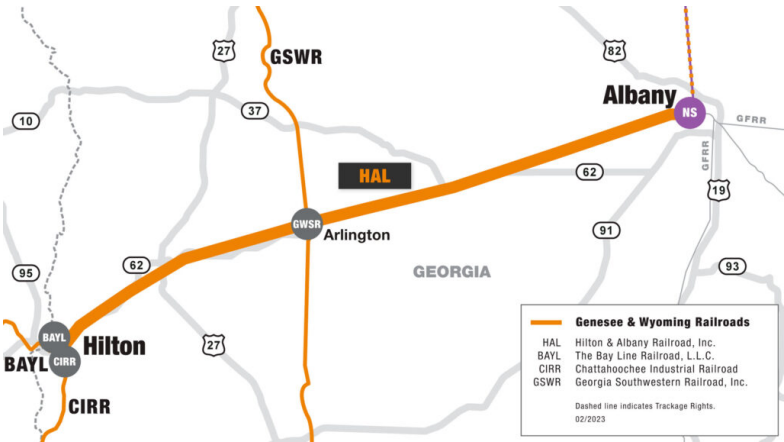 27
GSWR
82
Albany
NS
10
37
GFRR
GFRR
HAL
62
19
GWSR
Arlington
91
95
62
GEORGIA
93
BAYL
Hilton
27
BAYL
CIRR
CIRR
Genesee & Wyoming Railroads
HAL Hilton & Albany Railroad, Inc.
BAYL The Bay Line Railroad, L.L.C.
CIRR Chattahoochee Industrial Railroad
GSWR Georgia Southwestern Railroad, Inc.
Dashed line indicates Trackage Rights.
02/2023